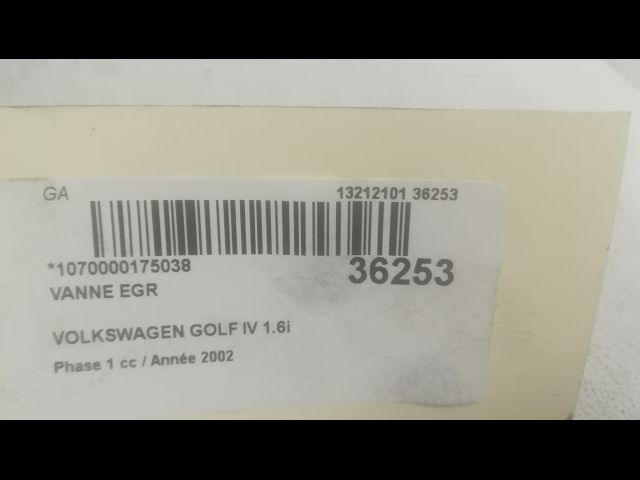 GA 13212101 36253
*1070000175038 36253
VANNE EGR
VOLKSWAGEN GOLF IV 1.6i
Phase 1 cc / Année 2002